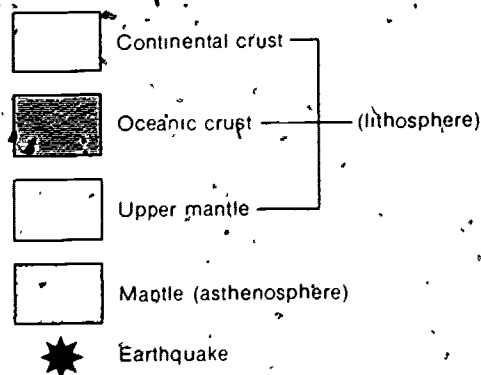 Continental crust
Oceanic crust (lithosphere)
Upper mantle
Mantle (asthenosphere)
Earthquake